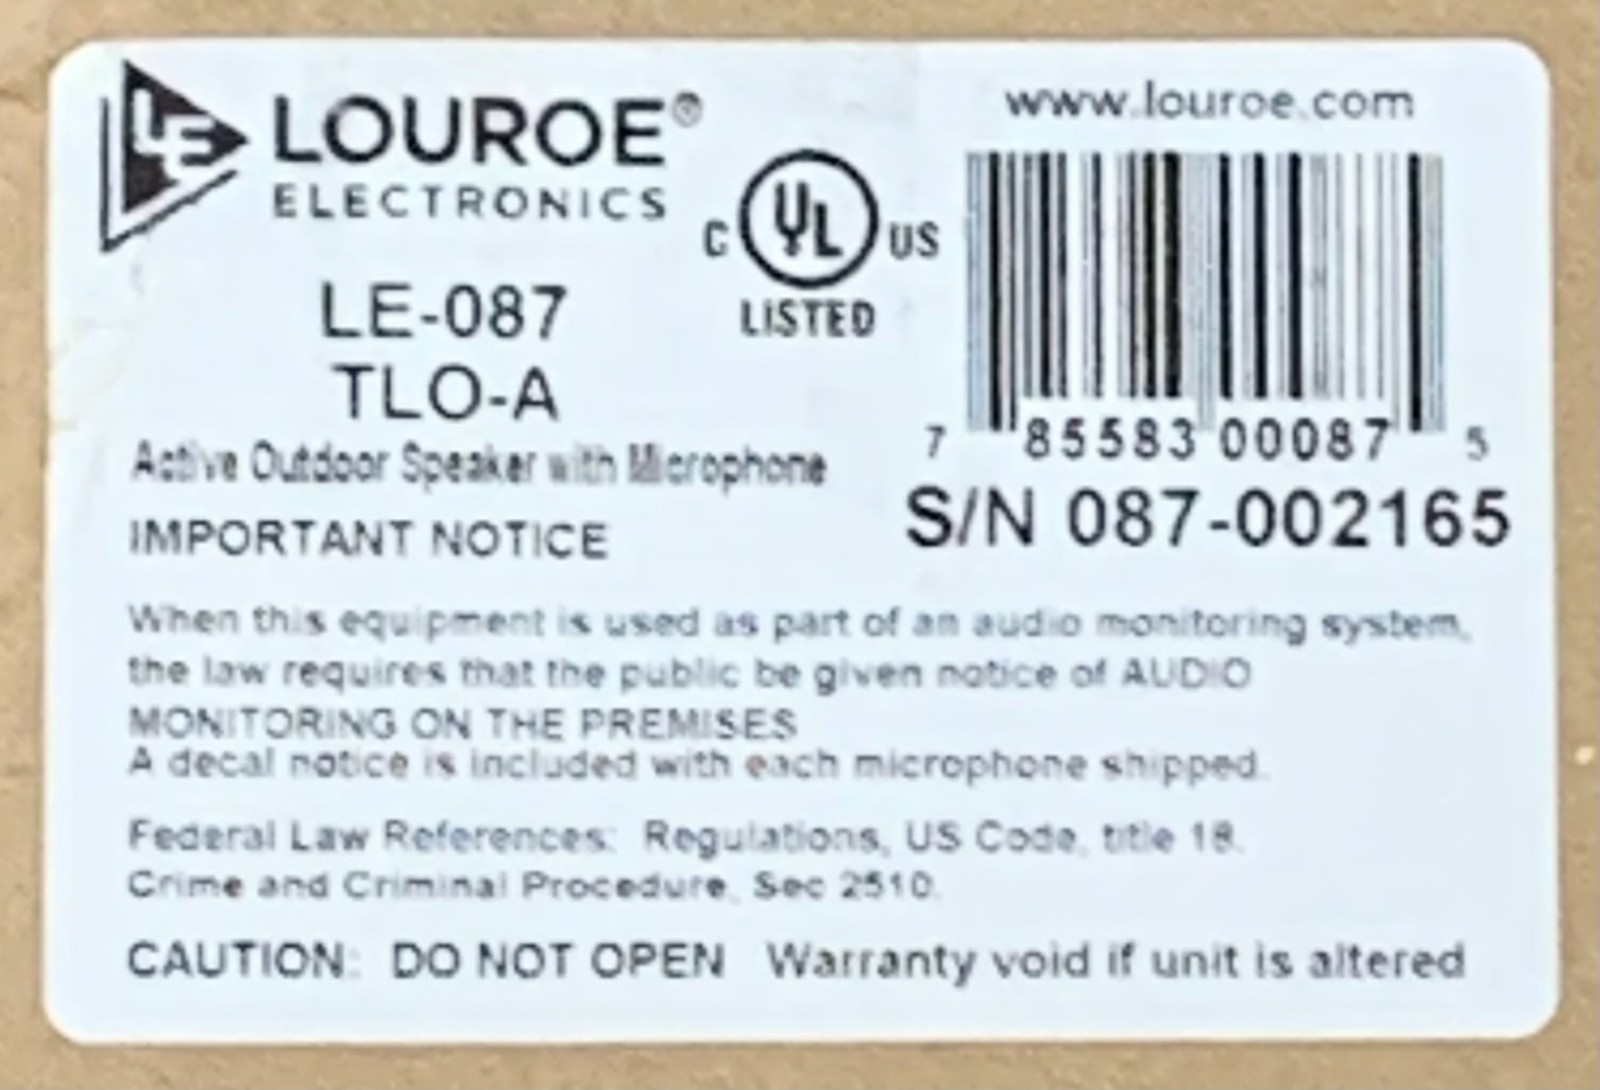 LE LOUROE®
ELECTRONICS
www.louroe.com
C UL US
LISTED
LE-087
TLO-A
Active Outdoor Speaker with Microphone
7 85583 00087 5
S/N 087-002165
IMPORTANT NOTICE
When this equipment is used as part of an audio monitoring system,
the law requires that the public be given notice of AUDIO
MONITORING ON THE PREMISES
A decal notice is included with each microphone shipped.
Federal Law References: Regulations, US Code, title 18.
Crime and Criminal Procedure, Sec 2510.
CAUTION: DO NOT OPEN Warranty void if unit is altered